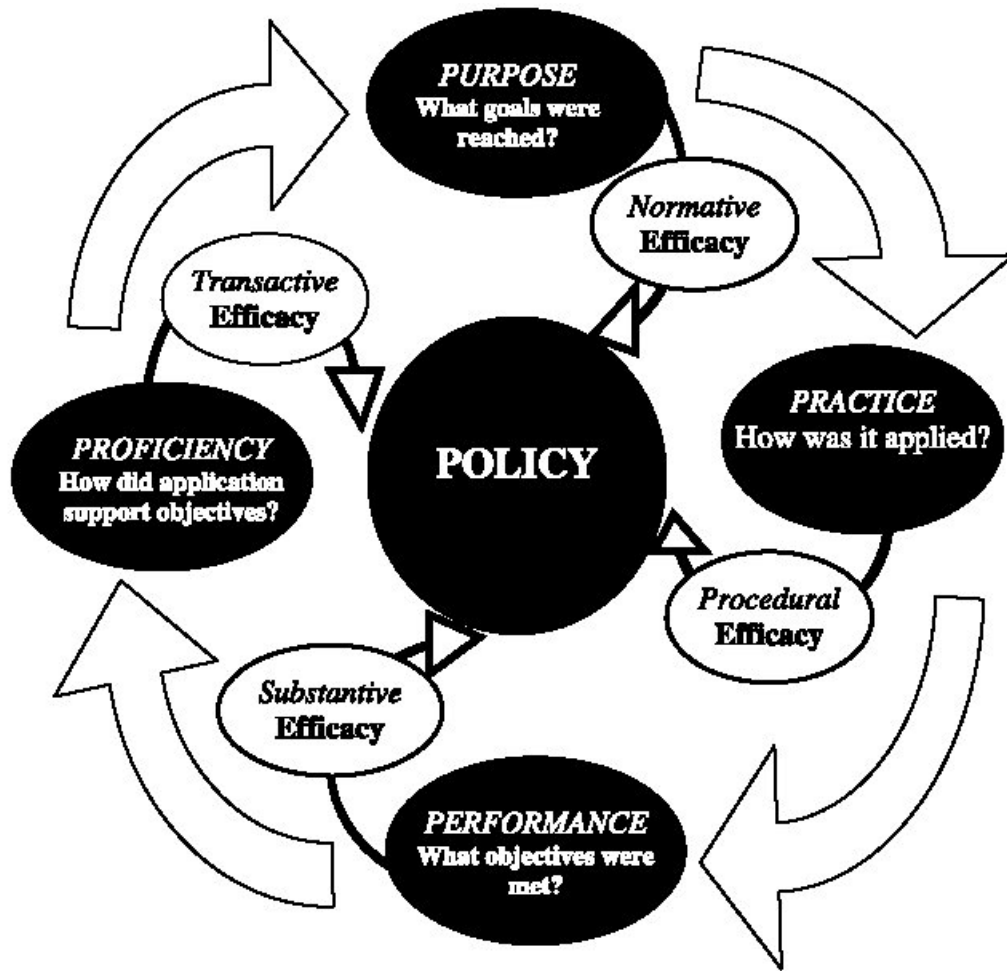 PURPOSE
What goals were
reached?
Normative
Efficacy
Transactive
Efficacy
PRACTICE
How was it applied?
PROFICIENCY
How did application
support objectives?
POLICY
Procedural
Efficacy
Substantive
Efficacy
PERFORMANCE
What objectives were
met?